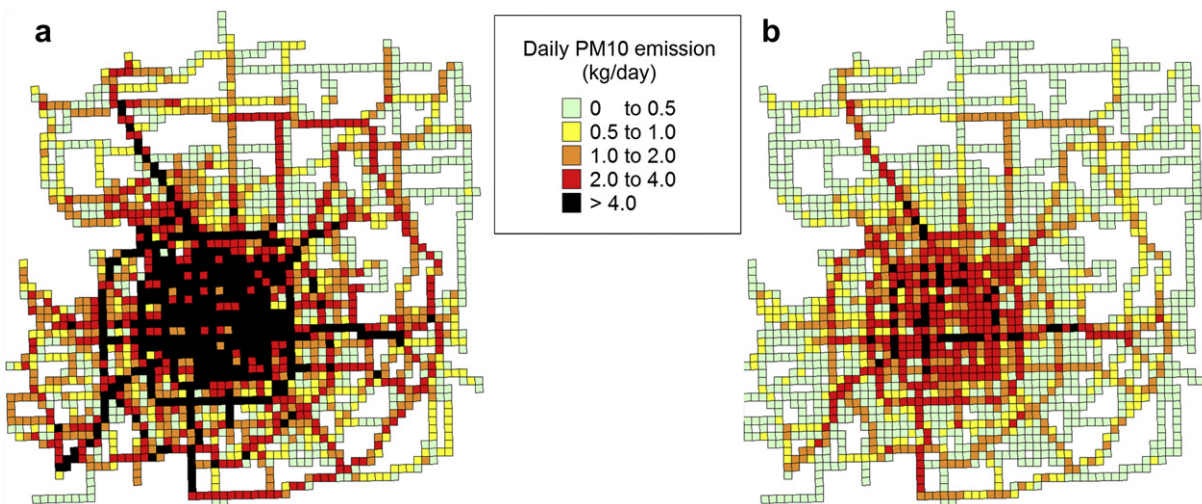 a
Daily PM10 emission
(kg/day)
0 to 0.5
0.5 to 1.0
1.0 to 2.0
2.0 to 4.0
> 4.0
b